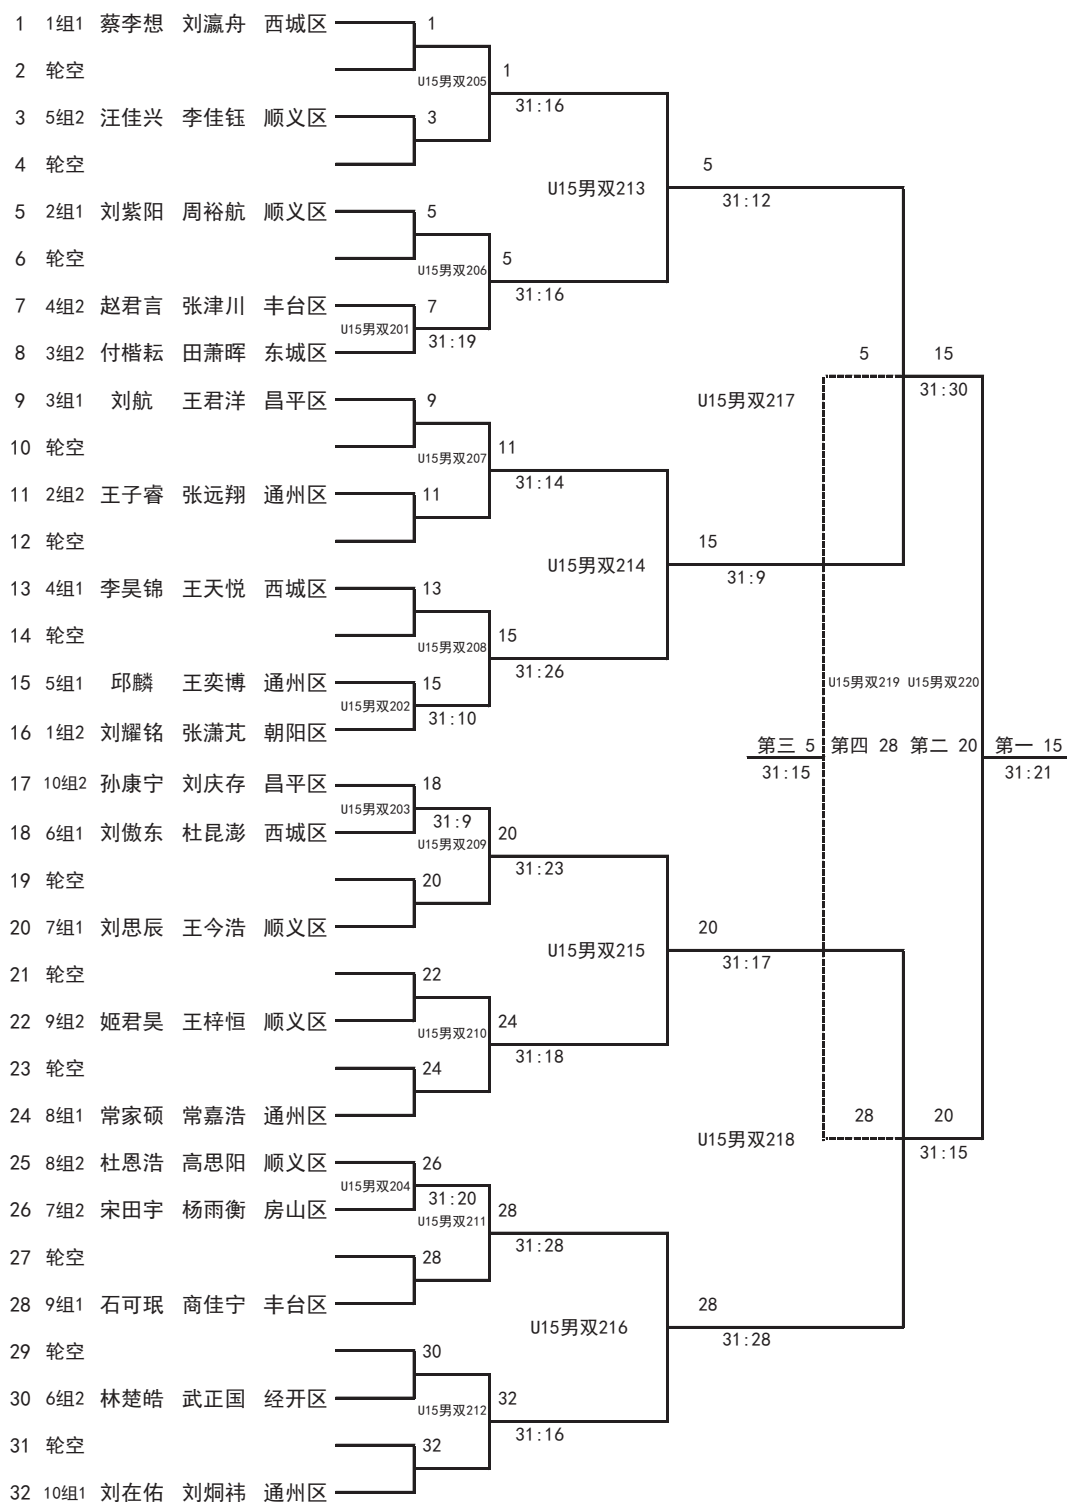 1 1组1 蔡李想 刘瀛舟 西城区 1
2 轮空
U15男双205 1
31:16
3 5组2 汪佳兴 李佳钰 顺义区 3
4 轮空
U15男双213 5
31:12
5 2组1 刘紫阳 周裕航 顺义区 5
6 轮空
U15男双206 5
31:16
7 4组2 赵君言 张津川 丰台区 7
U15男双201
31:19
8 3组2 付楷耘 田萧晖 东城区
5 15
31:30
9 3组1 刘航 王君洋 昌平区 9
U15男双217
10 轮空
U15男双207 11
31:14
11 2组2 王子睿 张远翔 通州区 11
12 轮空
U15男双214 15
31:9
13 4组1 李昊锦 王天悦 西城区 13
14 轮空
U15男双208 15
31:26
15 5组1 邱麟 王奕博 通州区 15
U15男双219 U15男双220
U15男双202
31:10
16 1组2 刘耀铭 张潇芃 朝阳区
第三 5 第四 28 第二 20 第一 15
31:15 31:21
17 10组2 孙康宁 刘庆存 昌平区 18
U15男双203
31:9
18 6组1 刘傲东 杜昆澎 西城区
U15男双209 20
31:23
19 轮空 20
20 7组1 刘思辰 王今浩 顺义区 20
U15男双215
31:17
21 轮空 22
22 9组2 姬君昊 王梓恒 顺义区
U15男双210 24
31:18
23 轮空 24
24 8组1 常家硕 常嘉浩 通州区
28 20
U15男双218
31:15
25 8组2 杜恩浩 高思阳 顺义区 26
U15男双204
31:20
26 7组2 宋田宇 杨雨衡 房山区
U15男双211 28
31:28
27 轮空 28
28 9组1 石可珉 商佳宁 丰台区 28
U15男双216
31:28
29 轮空 30
30 6组2 林楚皓 武正国 经开区
U15男双212 32
31:16
31 轮空 32
32 10组1 刘在佑 刘炯祎 通州区